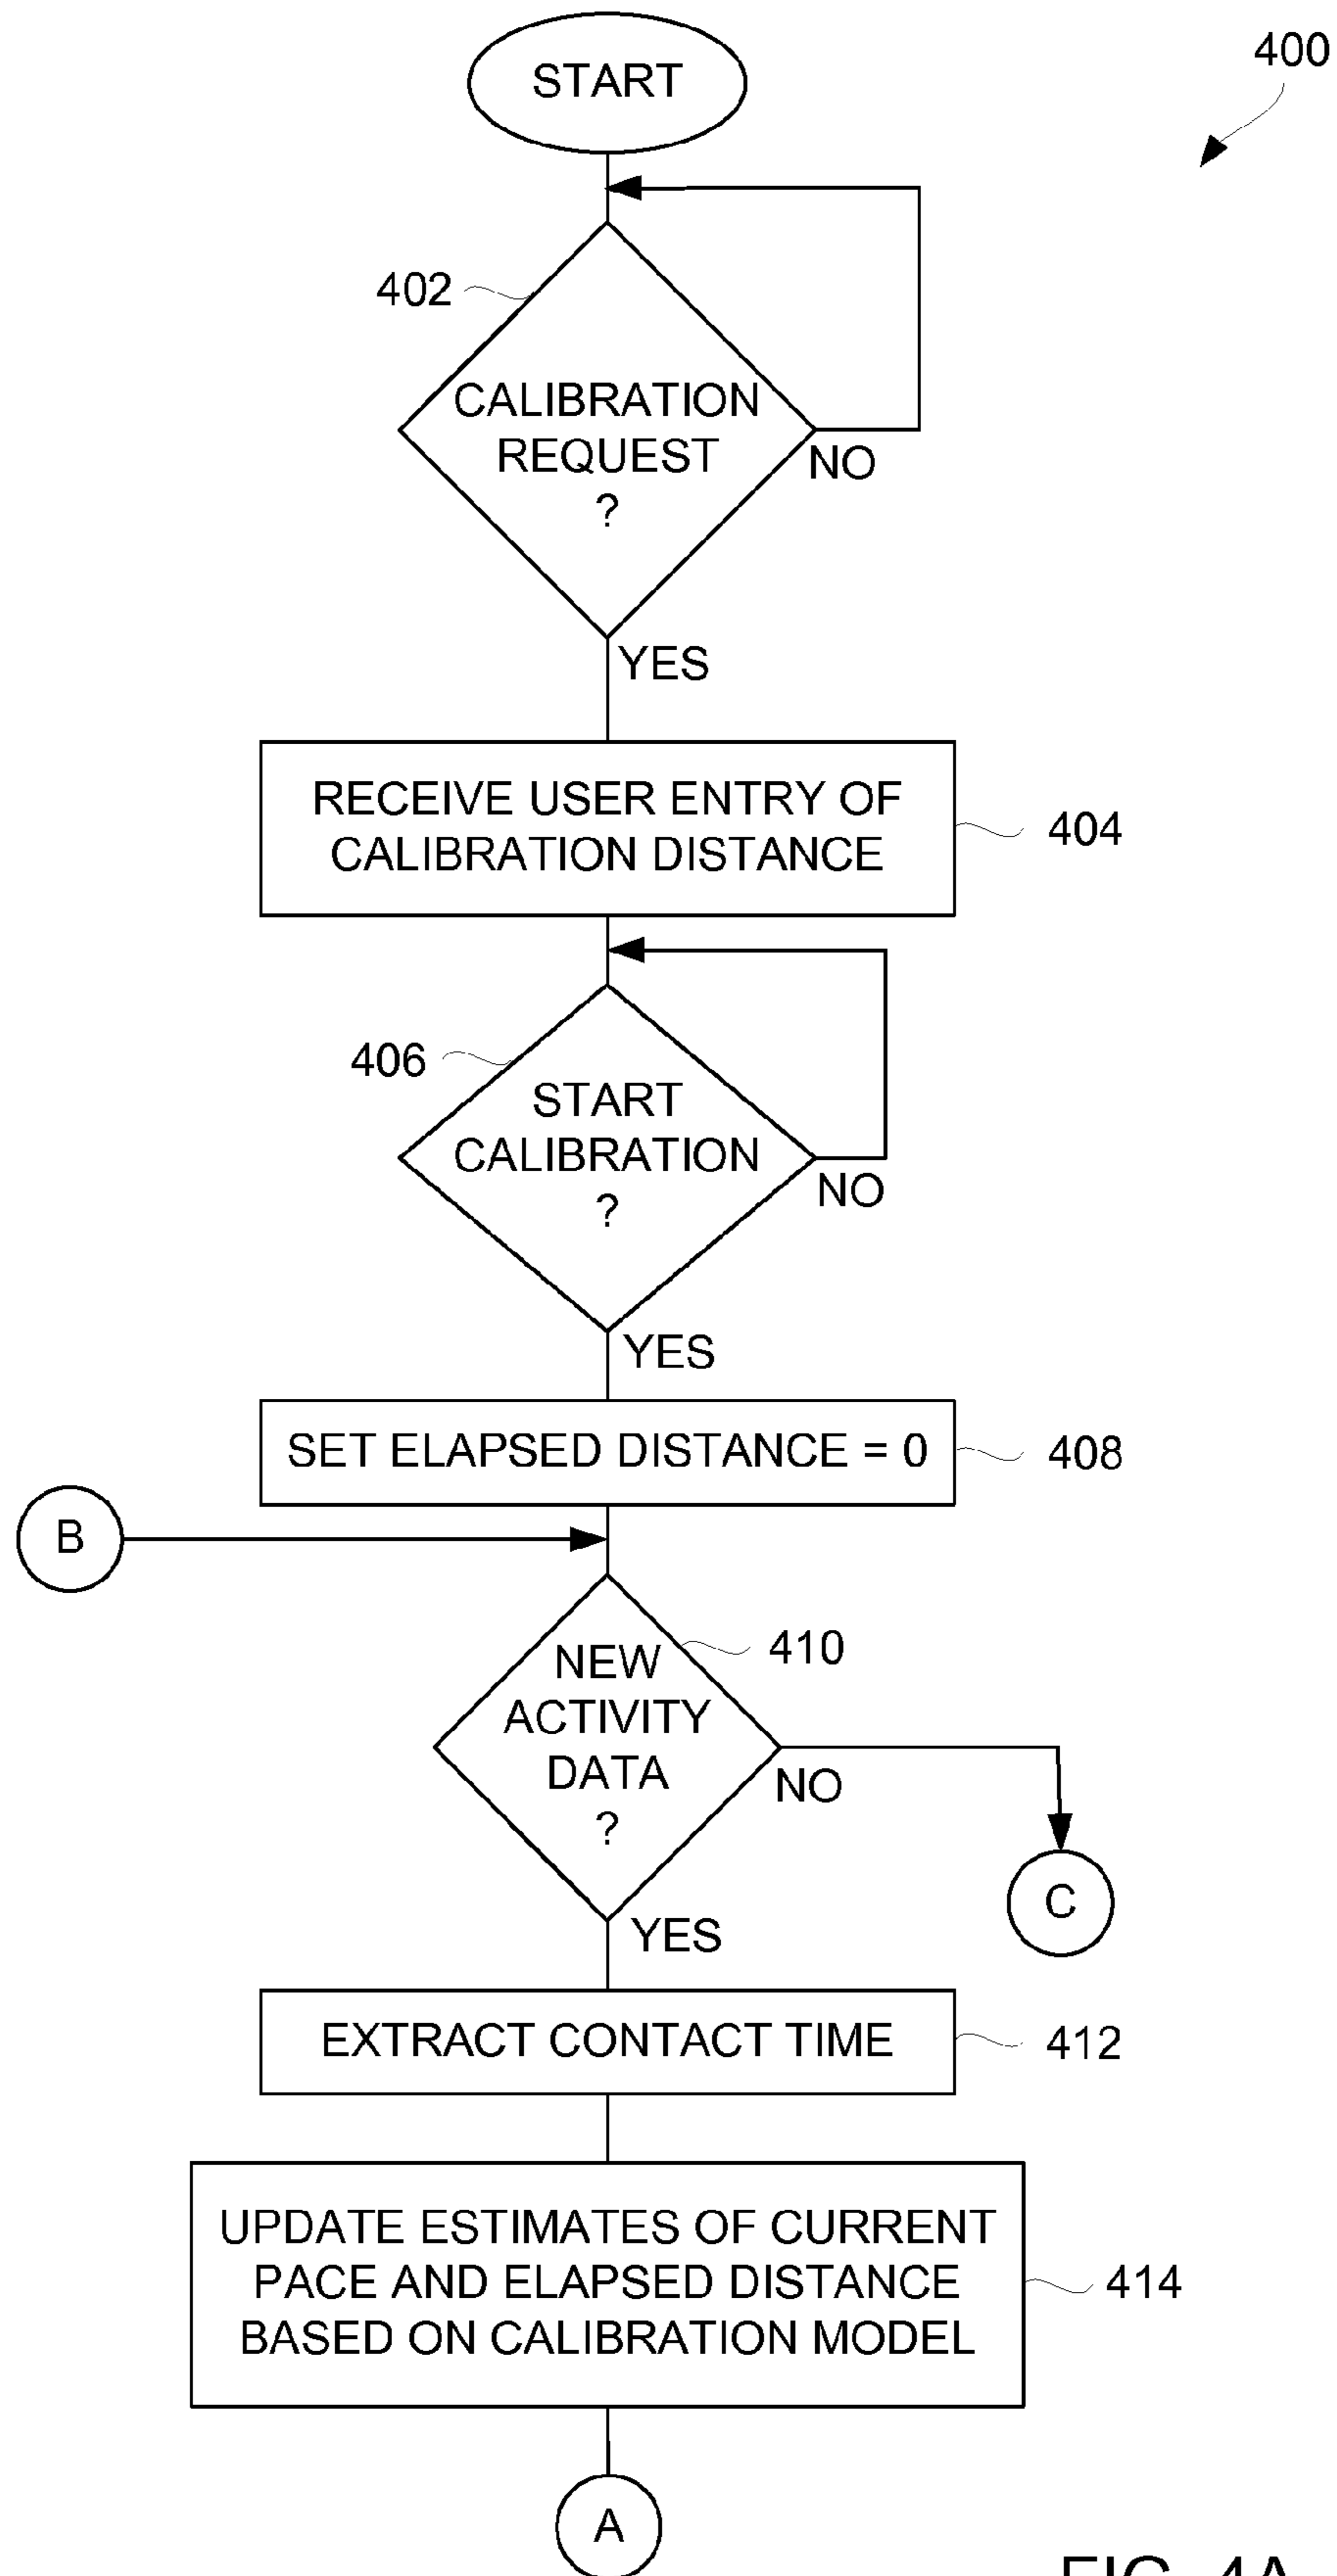 START
400
402
CALIBRATION
REQUEST
?
NO
YES
RECEIVE USER ENTRY OF
CALIBRATION DISTANCE
404
406
START
CALIBRATION
?
NO
YES
SET ELAPSED DISTANCE = 0
408
B
NEW
ACTIVITY
DATA
?
410
NO
C
YES
EXTRACT CONTACT TIME
412
UPDATE ESTIMATES OF CURRENT
PACE AND ELAPSED DISTANCE
BASED ON CALIBRATION MODEL
414
A
FIG. 4A